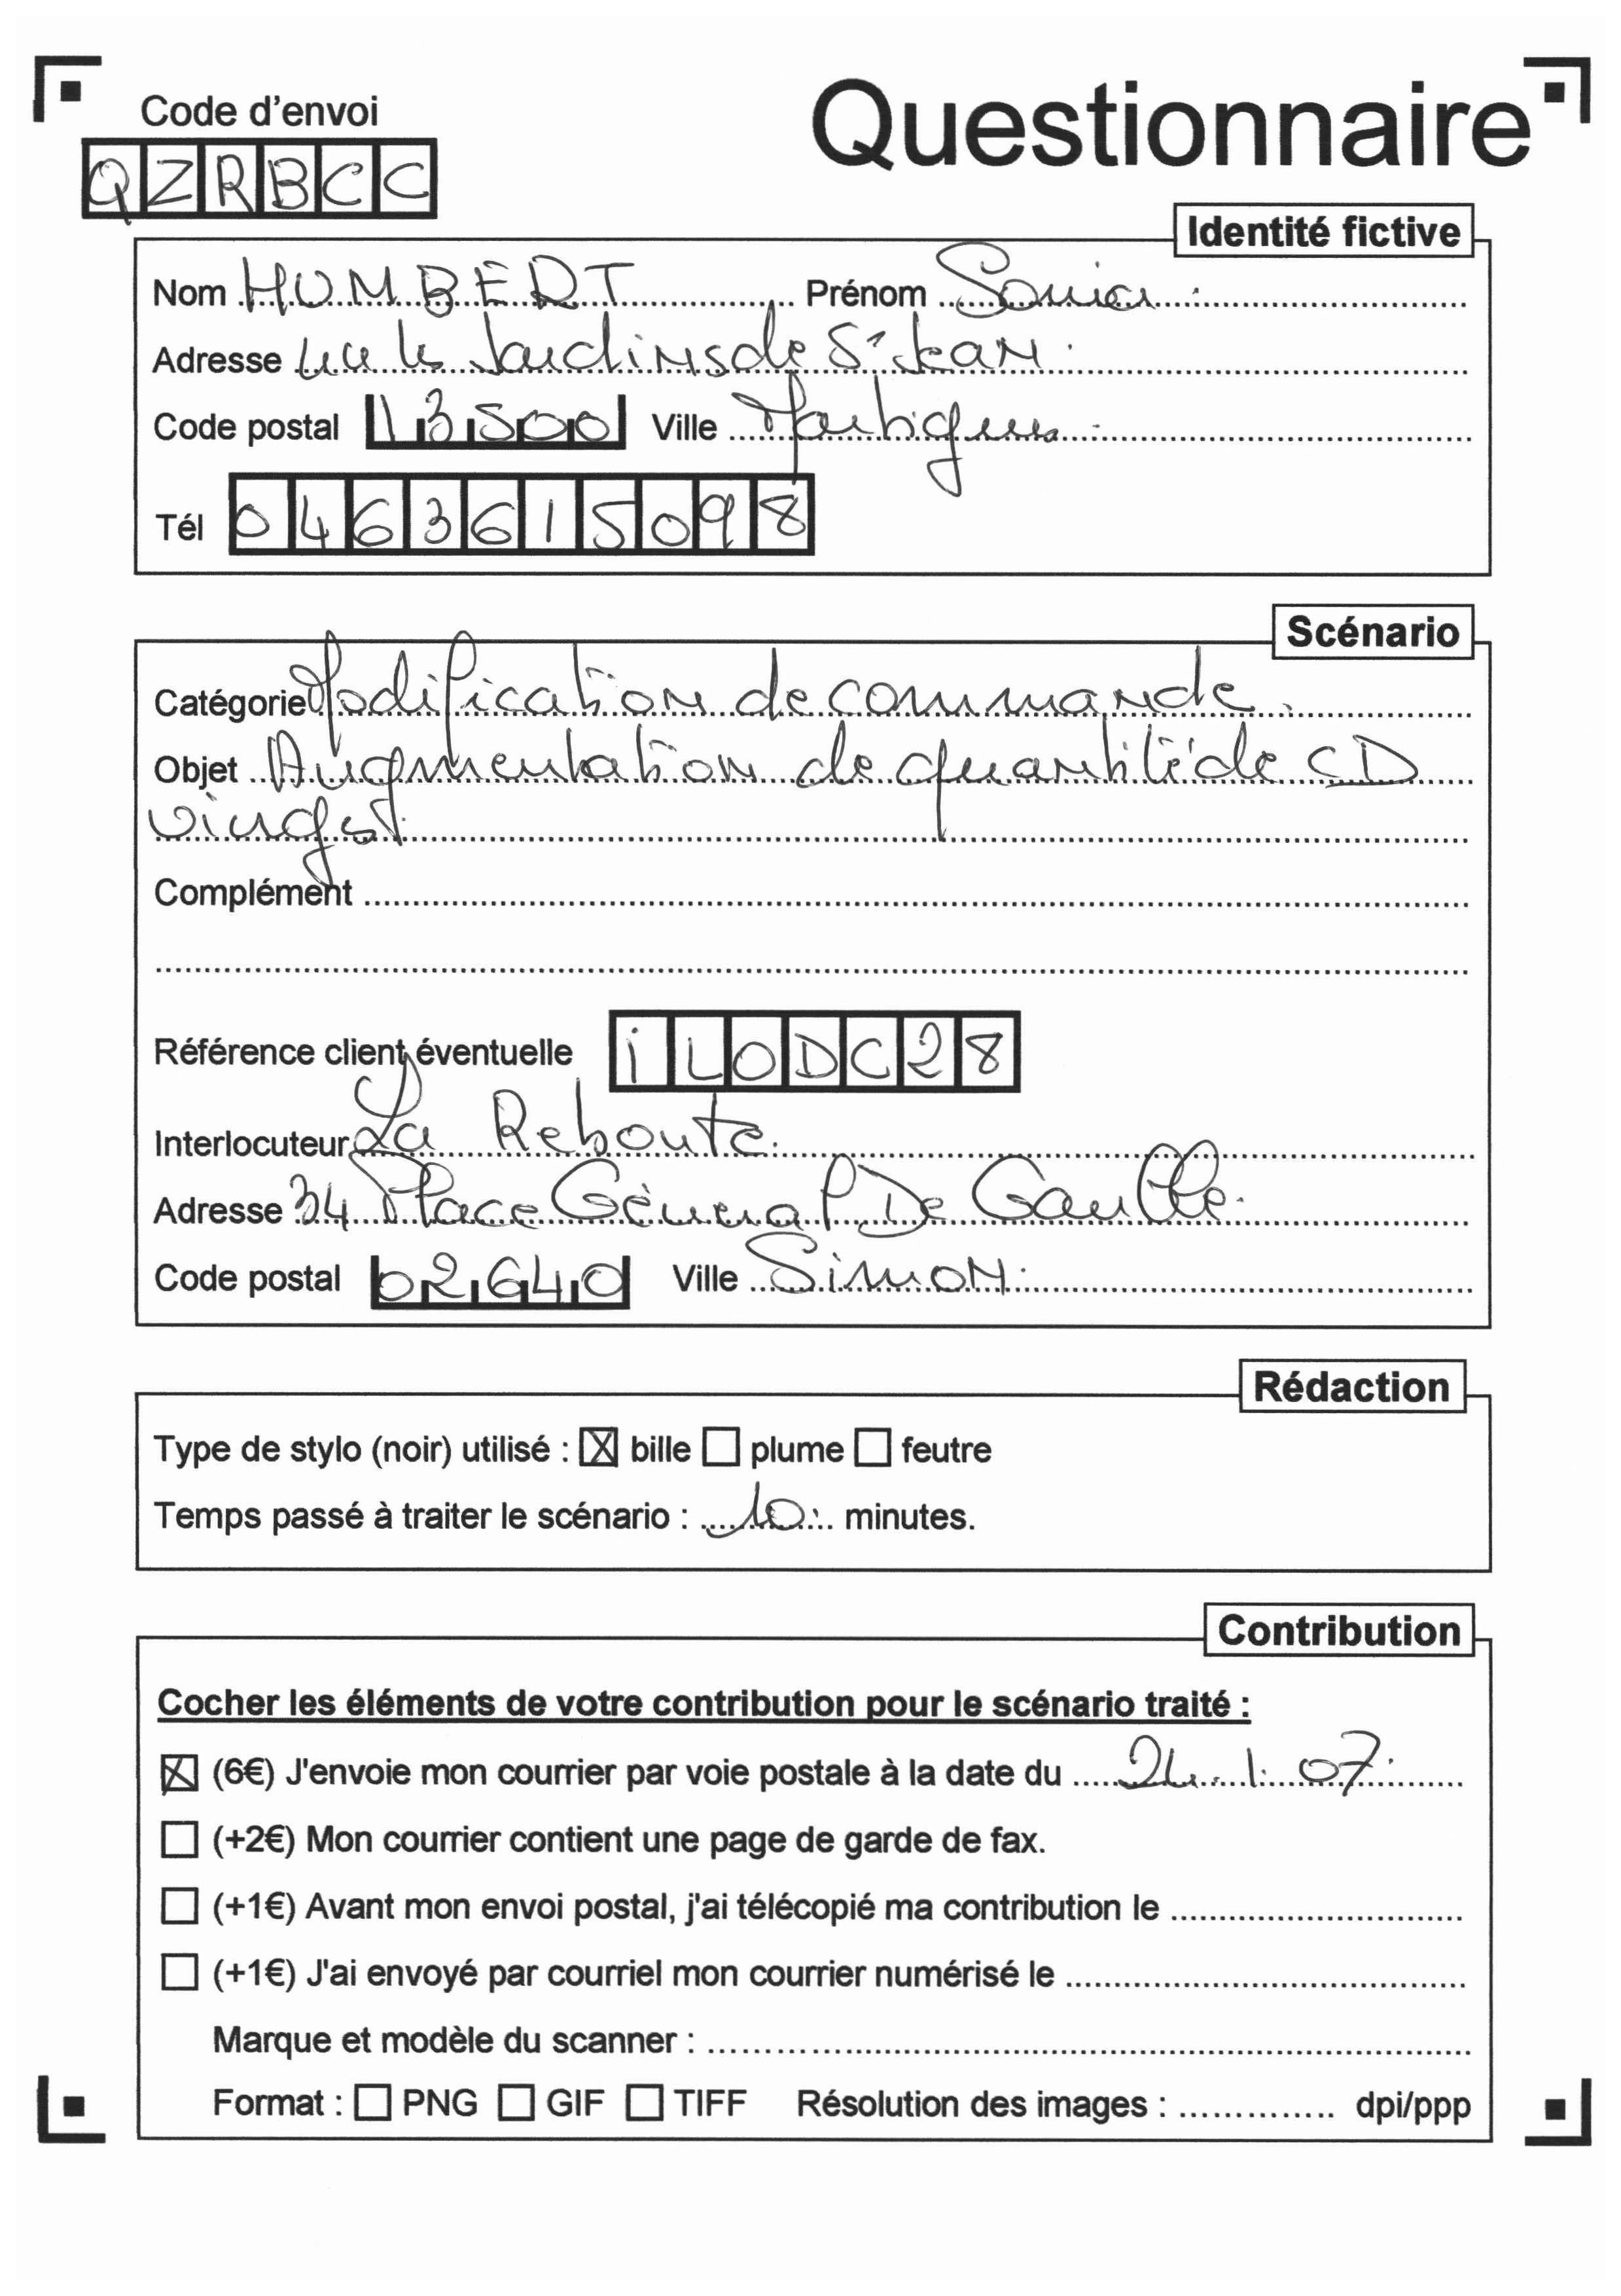 Code d'envoi
QZRBCC
Questionnaire
Identité fictive
Nom HUMBERT Prénom Sonia
Adresse les Jardins de St Jean
Code postal 13500 Ville Martigues
Tél 0463615098
Scénario
Catégorie Modification de commande.
Objet Augmentation de quantité de CD
vierges
Complément
Référence client éventuelle iLODC28
Interlocuteur La Reboute.
Adresse 34 Place Général De Gaulle.
Code postal 02640 Ville Simon.
Rédaction
Type de stylo (noir) utilisé : ☒ bille ☐ plume ☐ feutre
Temps passé à traiter le scénario : 10 minutes.
Contribution
Cocher les éléments de votre contribution pour le scénario traité :
☒ (6€) J'envoie mon courrier par voie postale à la date du 24.1.07.
☐ (+2€) Mon courrier contient une page de garde de fax.
☐ (+1€) Avant mon envoi postal, j'ai télécopié ma contribution le
☐ (+1€) J'ai envoyé par courriel mon courrier numérisé le
Marque et modèle du scanner :
Format : ☐ PNG ☐ GIF ☐ TIFF Résolution des images : dpi/ppp